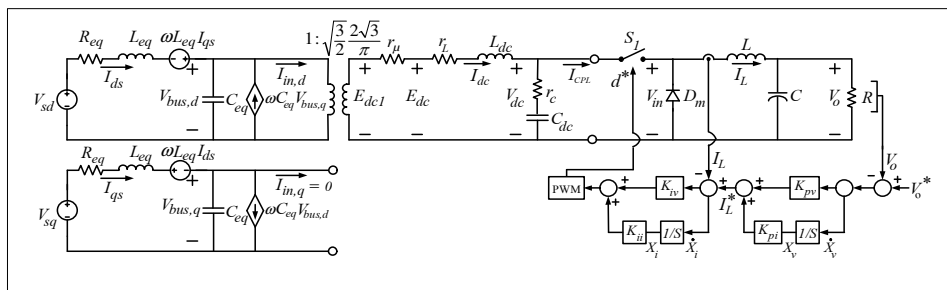 1: √3/2 2√3/π
R_eq L_eq ωL_eq I_qs
I_ds
V_sd
+
V_bus,d
−
C_eq
ωC_eq V_bus,q
I_in,d
+
E_dc1
−
r_μ
+
E_dc
−
r_L
L_dc
I_dc
+
V_dc
−
r_c
C_dc
I_CPL
S_1
d*
+
V_in
−
D_m
L
I_L
C
+
V_o
−
R
R_eq L_eq ωL_eq I_ds
I_qs
V_sq
+
V_bus,q
−
C_eq
ωC_eq V_bus,d
I_in,q = 0
I_L
V_o
PWM
+
+
K_iv
−
+
I_L*
+
+
K_pv
+
−
+
V_o*
K_ii
X_i
1/S
Ẋ_i
K_pi
X_v
1/S
Ẋ_v